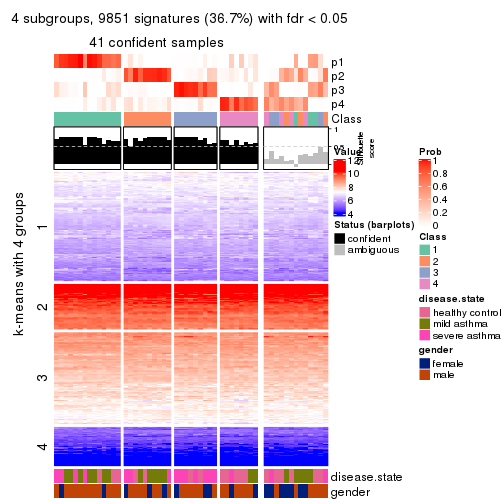 4 subgroups, 9851 signatures (36.7%) with fdr < 0.05
41 confident samples
p1
p2
p3
p4
Class
1
0.5
0
Silhouette
score
k-means with 4 groups
1
2
3
4
disease.state
gender
Value
12
10
8
6
4
Status (barplots)
confident
ambiguous
Prob
1
0.8
0.6
0.4
0.2
0
Class
1
2
3
4
disease.state
healthy control
mild asthma
severe asthma
gender
female
male